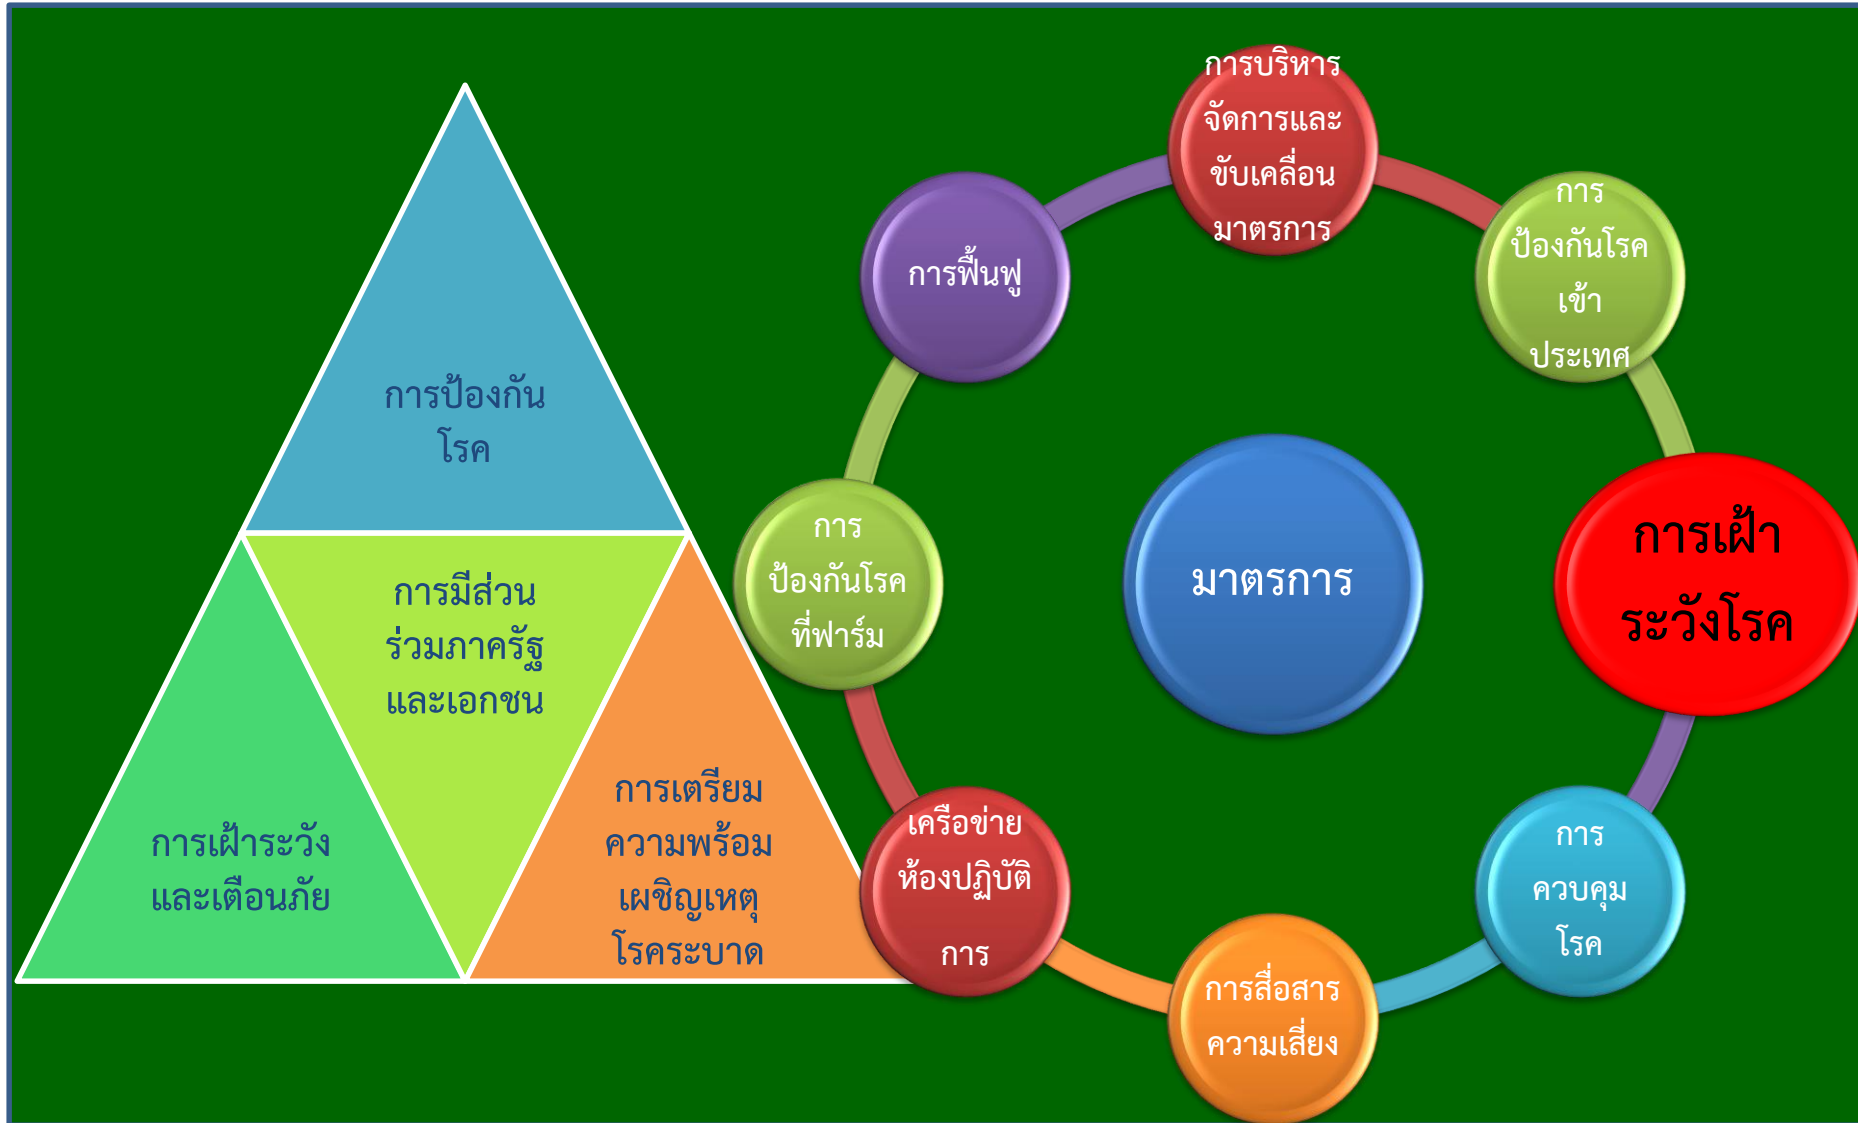 การป้องกัน
โรค
การมีส่วน
ร่วมภาครัฐ
และเอกชน
การเฝ้าระวัง
และเตือนภัย
การเตรียม
ความพร้อม
เผชิญเหตุ
โรคระบาด
มาตรการ
การบริหาร
จัดการและ
ขับเคลื่อน
มาตรการ
การ
ป้องกันโรค
เข้า
ประเทศ
การเฝ้า
ระวังโรค
การ
ควบคุม
โรค
การสื่อสาร
ความเสี่ยง
เครือข่าย
ห้องปฏิบัติ
การ
การ
ป้องกันโรค
ที่ฟาร์ม
การฟื้นฟู